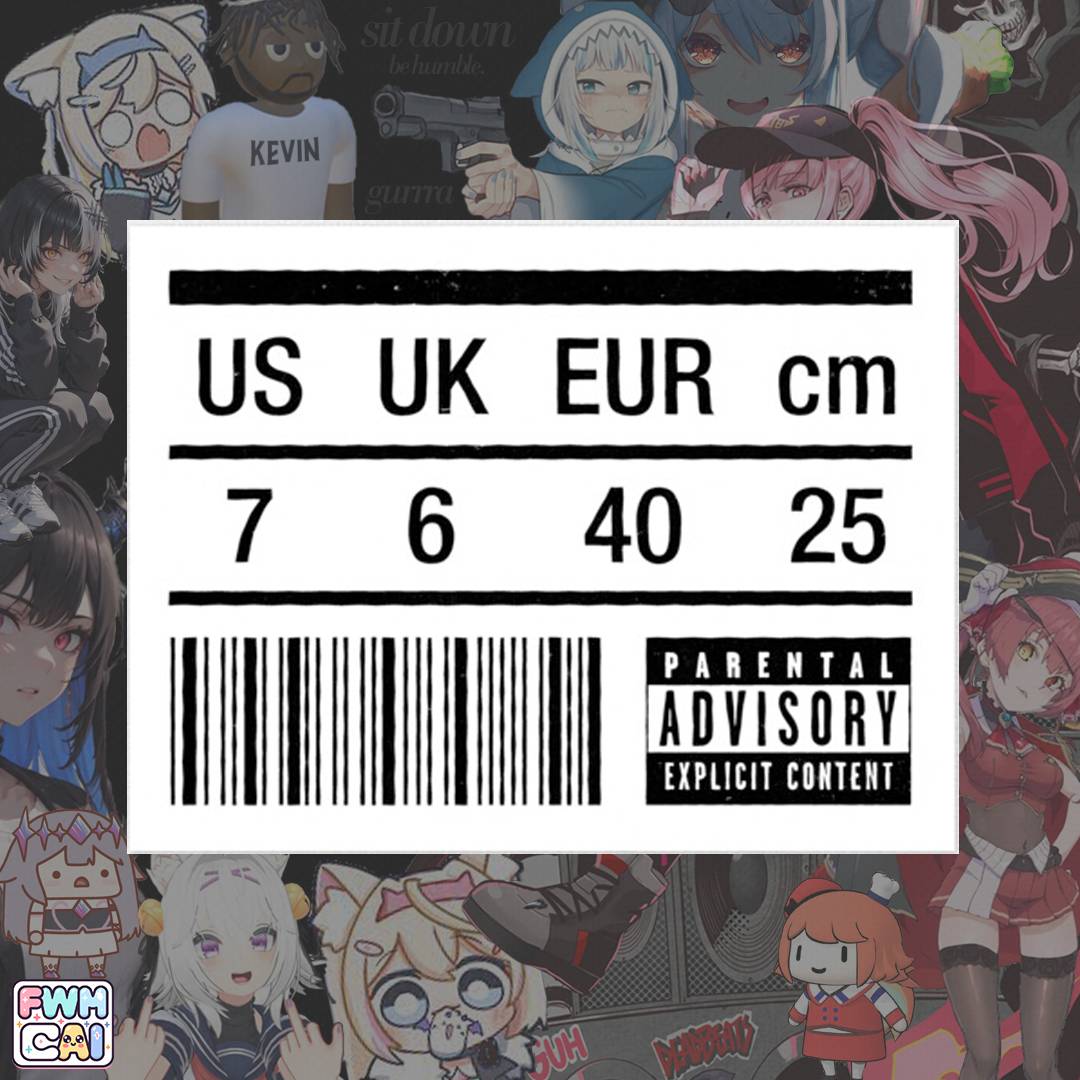 sit down
be humble.
KEVIN
gurrra
US UK EUR cm
7 6 40 25
PARENTAL
ADVISORY
EXPLICIT CONTENT
FWM
CAI
GUH
DEADBEATS